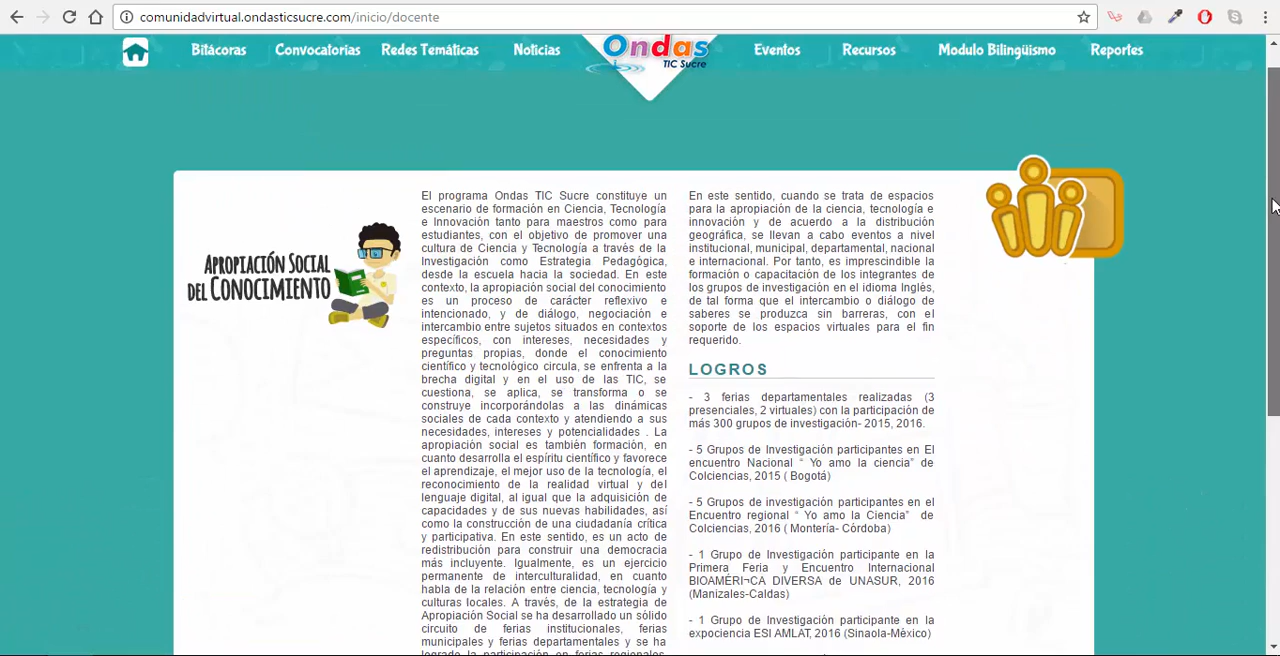 comunidadvirtual.ondasticsucre.com/inicio/docente
Bitácoras Convocatorias Redes Temáticas Noticias Ondas TIC Sucre Eventos Recursos Modulo Bilingüismo Reportes
APROPIACIÓN SOCIAL
DEL CONOCIMIENTO
El programa Ondas TIC Sucre constituye un
escenario de formación en Ciencia, Tecnología
e Innovación tanto para maestros como para
estudiantes, con el objetivo de promover una
cultura de Ciencia y Tecnología a través de la
Investigación como Estrategia Pedagógica,
desde la escuela hacia la sociedad. En este
contexto, la apropiación social del conocimiento
es un proceso de carácter reflexivo e
intencionado, y de diálogo, negociación e
intercambio entre sujetos situados en contextos
específicos, con intereses, necesidades y
preguntas propias, donde el conocimiento
científico y tecnológico circula, se enfrenta a la
brecha digital y en el uso de las TIC, se
cuestiona, se aplica, se transforma o se
construye incorporándolas a las dinámicas
sociales de cada contexto y atendiendo a sus
necesidades, intereses y potencialidades . La
apropiación social es también formación, en
cuanto desarrolla el espíritu científico y favorece
el aprendizaje, el mejor uso de la tecnología, el
reconocimiento de la realidad virtual y del
lenguaje digital, al igual que la adquisición de
capacidades y de sus nuevas habilidades, así
como la construcción de una ciudadanía crítica
y participativa. En este sentido, es un acto de
redistribución para construir una democracia
más incluyente. Igualmente, es un ejercicio
permanente de interculturalidad, en cuanto
habla de la relación entre ciencia, tecnología y
culturas locales. A través, de la estrategia de
Apropiación Social se ha desarrollado un sólido
circuito de ferias institucionales, ferias
municipales y ferias departamentales y se ha
logrado la participación en ferias regionales,
En este sentido, cuando se trata de espacios
para la apropiación de la ciencia, tecnología e
innovación y de acuerdo a la distribución
geográfica, se llevan a cabo eventos a nivel
institucional, municipal, departamental, nacional
e internacional. Por tanto, es imprescindible la
formación o capacitación de los integrantes de
los grupos de investigación en el idioma Inglés,
de tal forma que el intercambio o diálogo de
saberes se produzca sin barreras, con el
soporte de los espacios virtuales para el fin
requerido.
LOGROS
- 3 ferias departamentales realizadas (3
presenciales, 2 virtuales) con la participación de
más 300 grupos de investigación- 2015, 2016.
- 5 Grupos de Investigación participantes en El
encuentro Nacional “ Yo amo la ciencia” de
Colciencias, 2015 ( Bogotá)
- 5 Grupos de investigación participantes en el
Encuentro regional “ Yo amo la Ciencia” de
Colciencias, 2016 ( Montería- Córdoba)
- 1 Grupo de Investigación participante en la
Primera Feria y Encuentro Internacional
BIOAMÉRI¬CA DIVERSA de UNASUR, 2016
(Manizales-Caldas)
- 1 Grupo de Investigación participante en la
expociencia ESI AMLAT, 2016 (Sinaola-México)